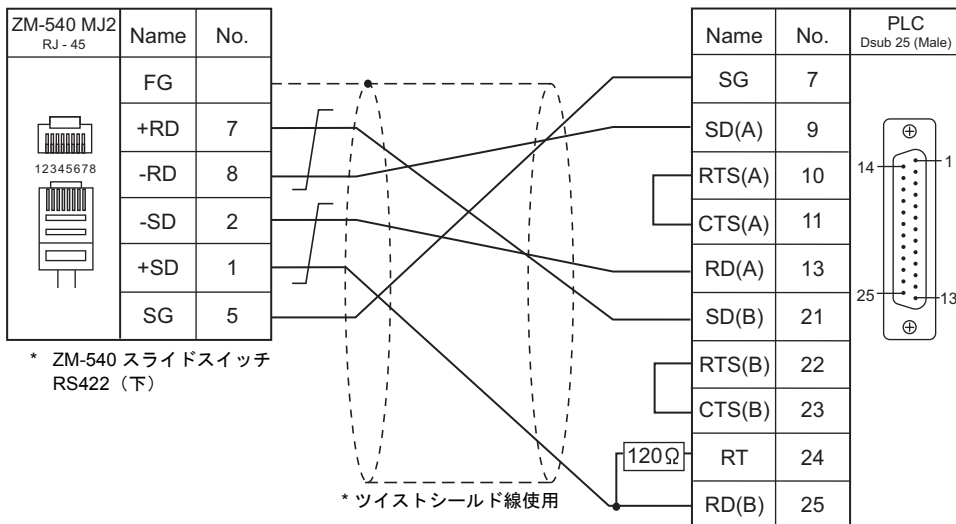 ZM-540 MJ2
RJ - 45
Name No.
FG
+RD 7
-RD 8
-SD 2
+SD 1
SG 5
12345678
* ZM-540 スライドスイッチ
RS422（下）
* ツイストシールド線使用
120Ω
Name No.
PLC
Dsub 25 (Male)
SG 7
SD(A) 9
RTS(A) 10
CTS(A) 11
RD(A) 13
SD(B) 21
RTS(B) 22
CTS(B) 23
RT 24
RD(B) 25
14 1
25 13